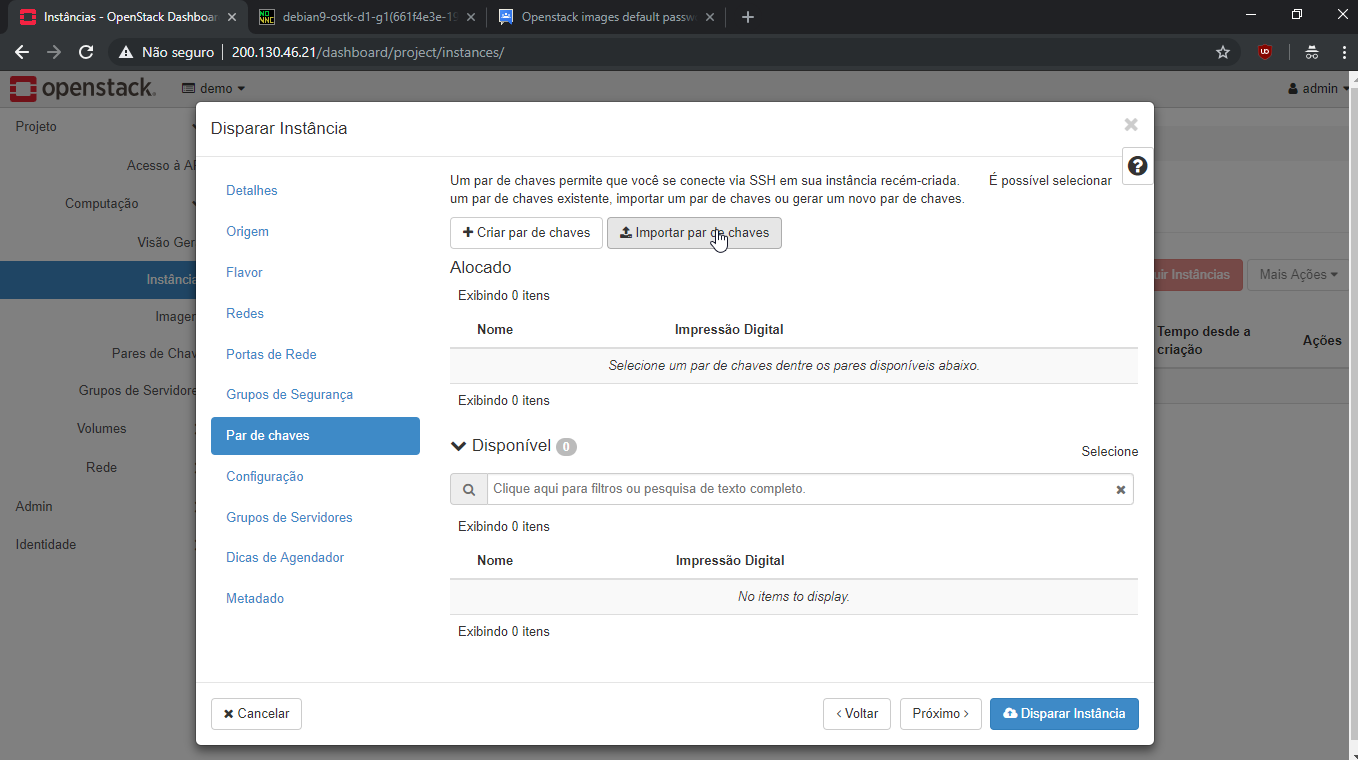 Instâncias - OpenStack Dashboar
debian9-ostk-d1-g1(661f4e3e-19
Openstack images default passw
Não seguro
200.130.46.21/dashboard/project/instances/
openstack.
demo
admin
Projeto
Acesso à AP
Computação
Visão Ger
Instância
Imagen
Pares de Chav
Grupos de Servidore
Volumes
Rede
Admin
Identidade
Disparar Instância
Detalhes
Origem
Flavor
Redes
Portas de Rede
Grupos de Segurança
Par de chaves
Configuração
Grupos de Servidores
Dicas de Agendador
Metadado
Um par de chaves permite que você se conecte via SSH em sua instância recém-criada. É possível selecionar
um par de chaves existente, importar um par de chaves ou gerar um novo par de chaves.
Criar par de chaves
Importar par de chaves
Alocado
Exibindo 0 itens
Nome Impressão Digital
Selecione um par de chaves dentre os pares disponíveis abaixo.
Exibindo 0 itens
Disponível 0
Selecione
Clique aqui para filtros ou pesquisa de texto completo.
Exibindo 0 itens
Nome Impressão Digital
No items to display.
Exibindo 0 itens
Cancelar
‹ Voltar
Próximo ›
Disparar Instância
uir Instâncias
Mais Ações
Tempo desde a
criação
Ações